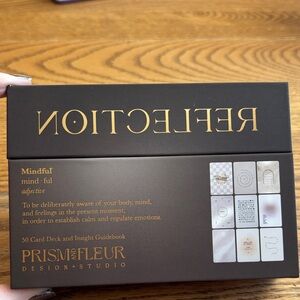 REFLECTION
Mindful
mind·ful
adjective
To be deliberately aware of your body, mind,
and feelings in the present moment,
in order to establish calm and regulate emotions.
50 Card Deck and Insight Guidebook
PRISM AND FLEUR
DESIGN + STUDIO